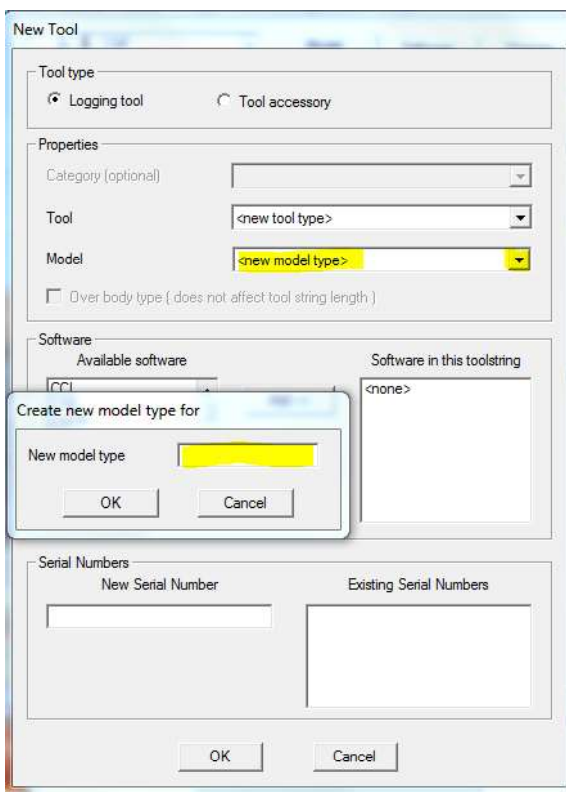 New Tool
Tool type
Logging tool Tool accessory
Properties
Category (optional)
Tool <new tool type>
Model <new model type>
Over body type ( does not affect tool string length )
Software
Available software Software in this toolstring
CCL <none>
Create new model type for
New model type
OK Cancel
Serial Numbers
New Serial Number Existing Serial Numbers
OK Cancel